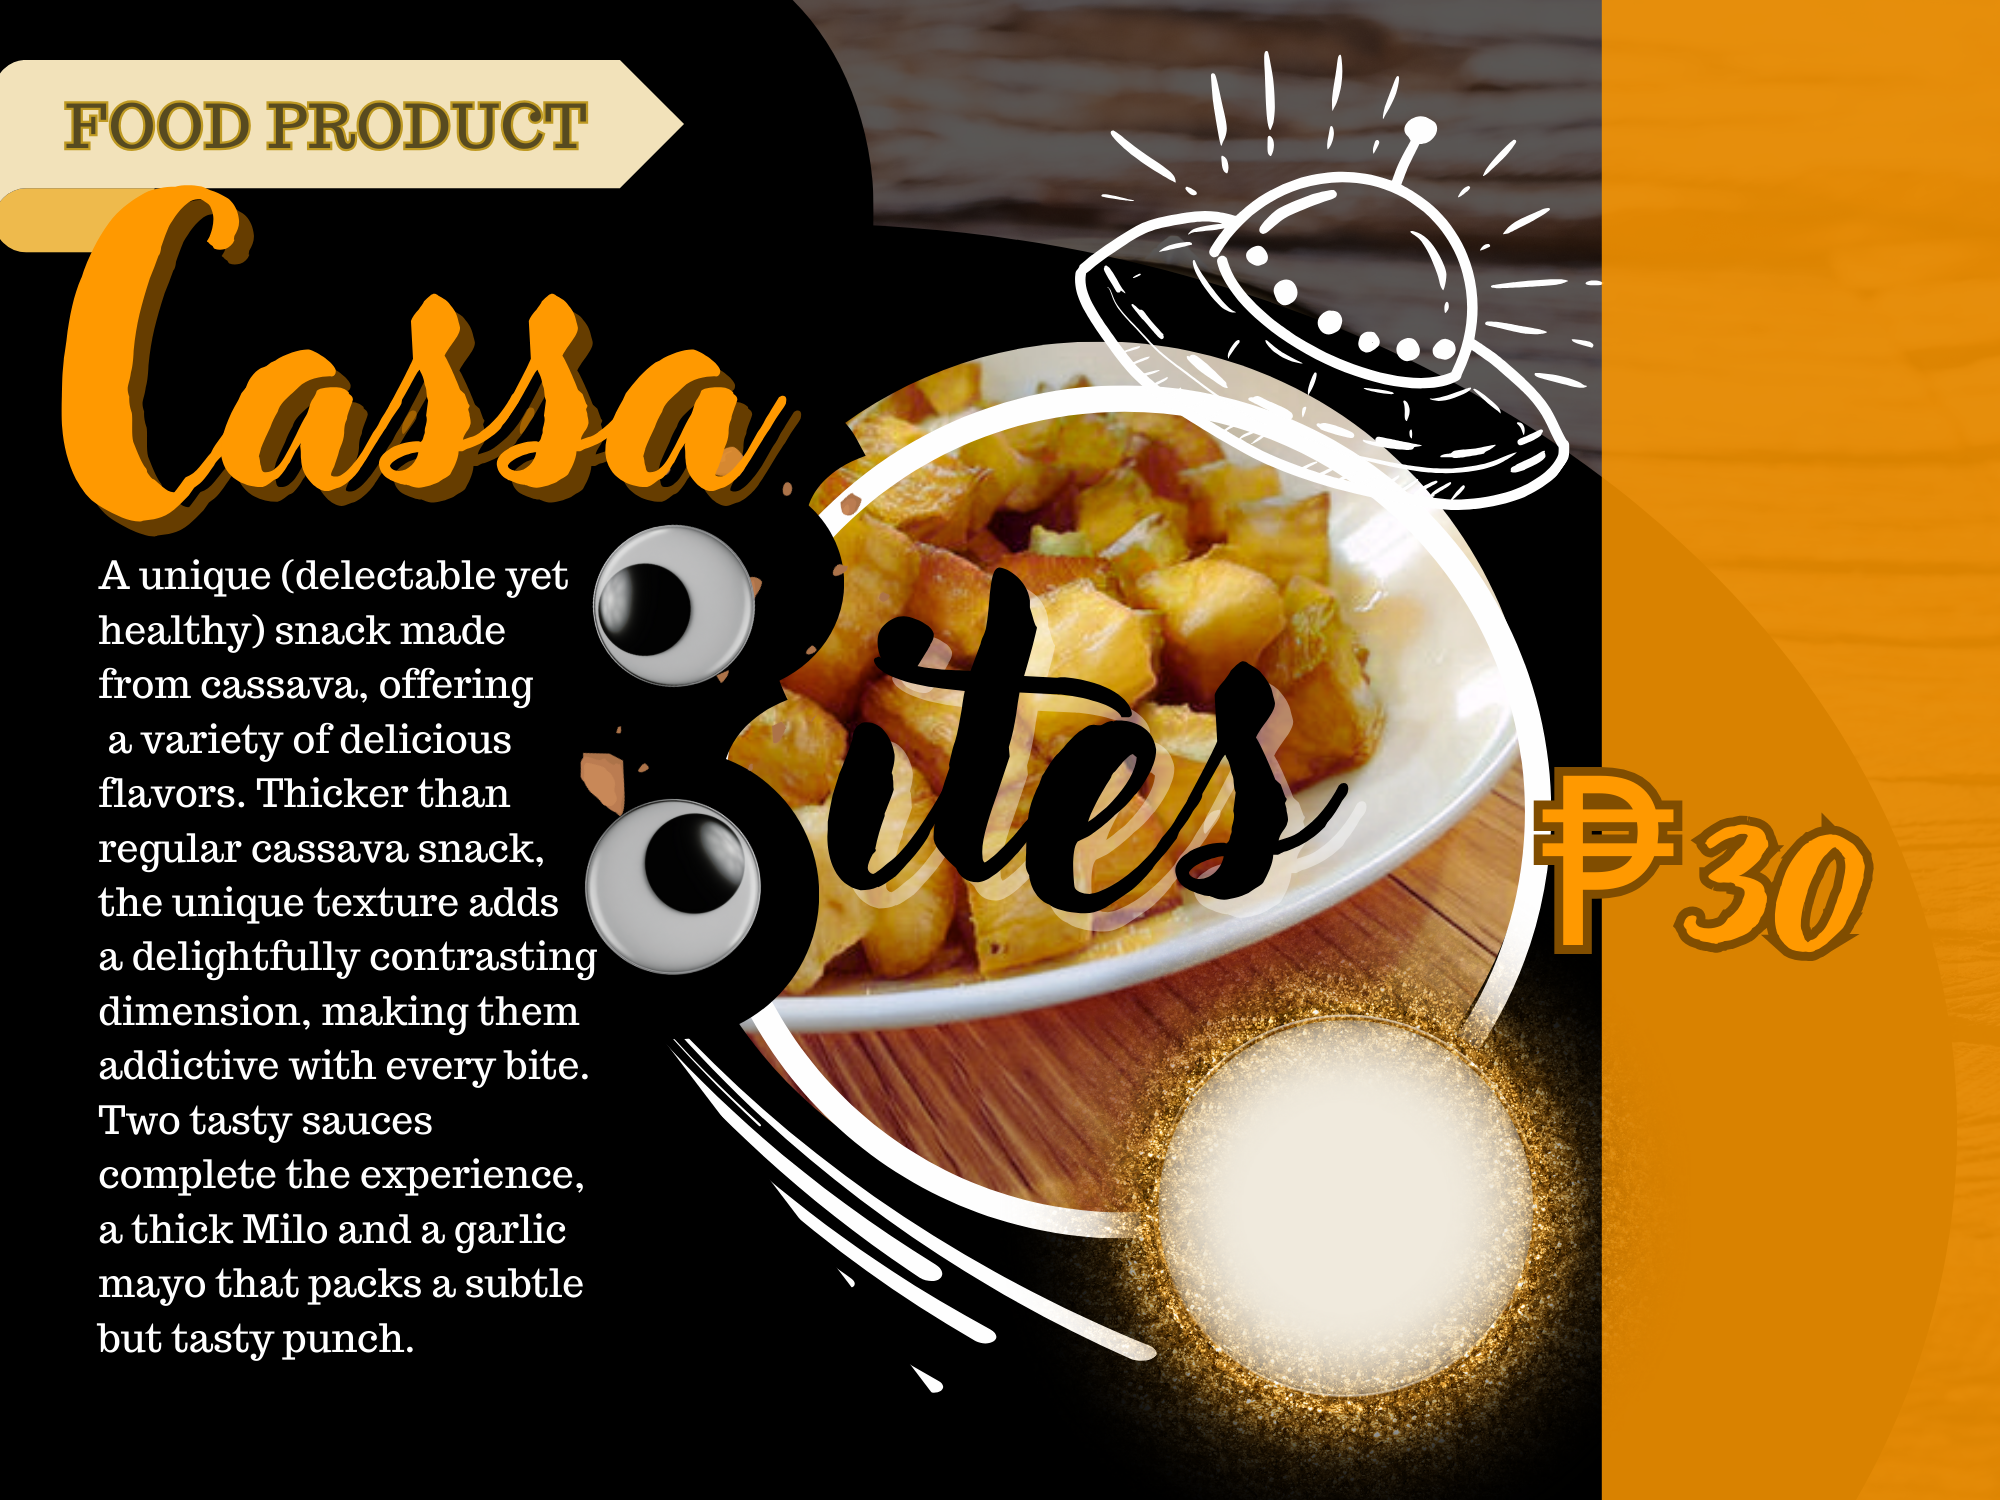 FOOD PRODUCT
Cassa
Bites
A unique (delectable yet
healthy) snack made
from cassava, offering
a variety of delicious
flavors. Thicker than
regular cassava snack,
the unique texture adds
a delightfully contrasting
dimension, making them
addictive with every bite.
Two tasty sauces
complete the experience,
a thick Milo and a garlic
mayo that packs a subtle
but tasty punch.
₱30